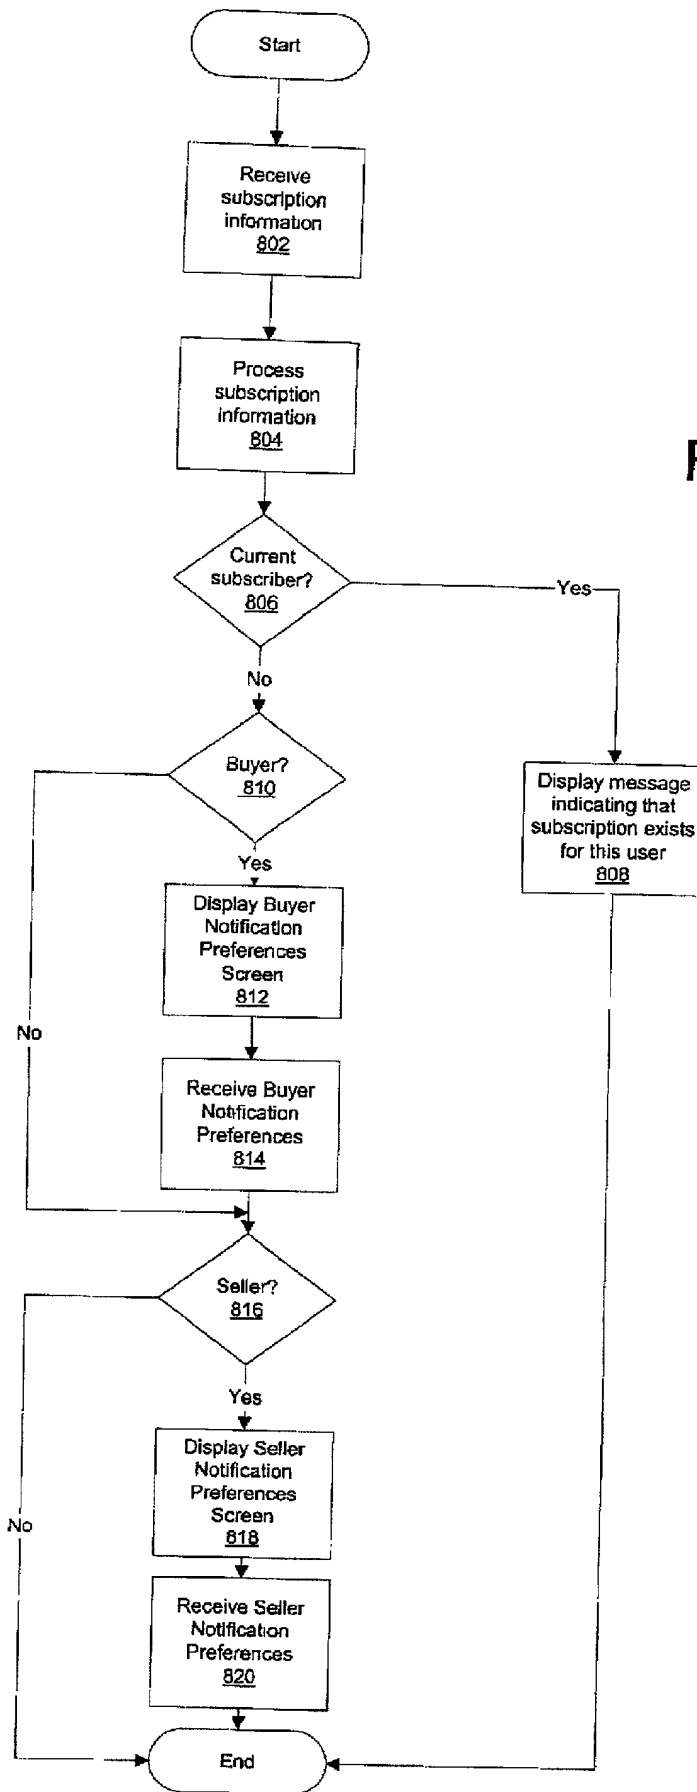 Start
Receive
subscription
information
802
Process
subscription
information
804
Current
subscriber?
806
Yes
No
Buyer?
810
Display message
indicating that
subscription exists
for this user
808
Yes
Display Buyer
Notification
Preferences
Screen
812
No
Receive Buyer
Notification
Preferences
814
Seller?
816
Yes
Display Seller
Notification
Preferences
Screen
818
No
Receive Seller
Notification
Preferences
820
End